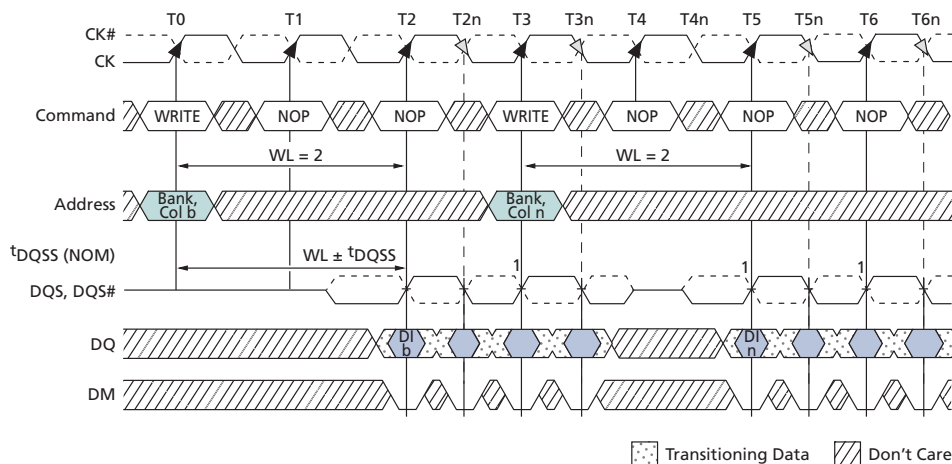 T0 T1 T2 T2n T3 T3n T4 T4n T5 T5n T6 T6n
CK#
CK
Command WRITE NOP NOP WRITE NOP NOP NOP
WL = 2 WL = 2
Address Bank, Col b Bank, Col n
tDQSS (NOM)
WL ± tDQSS
1 1 1
DQS, DQS#
DQ DI b DI n
DM
Transitioning Data Don't Care